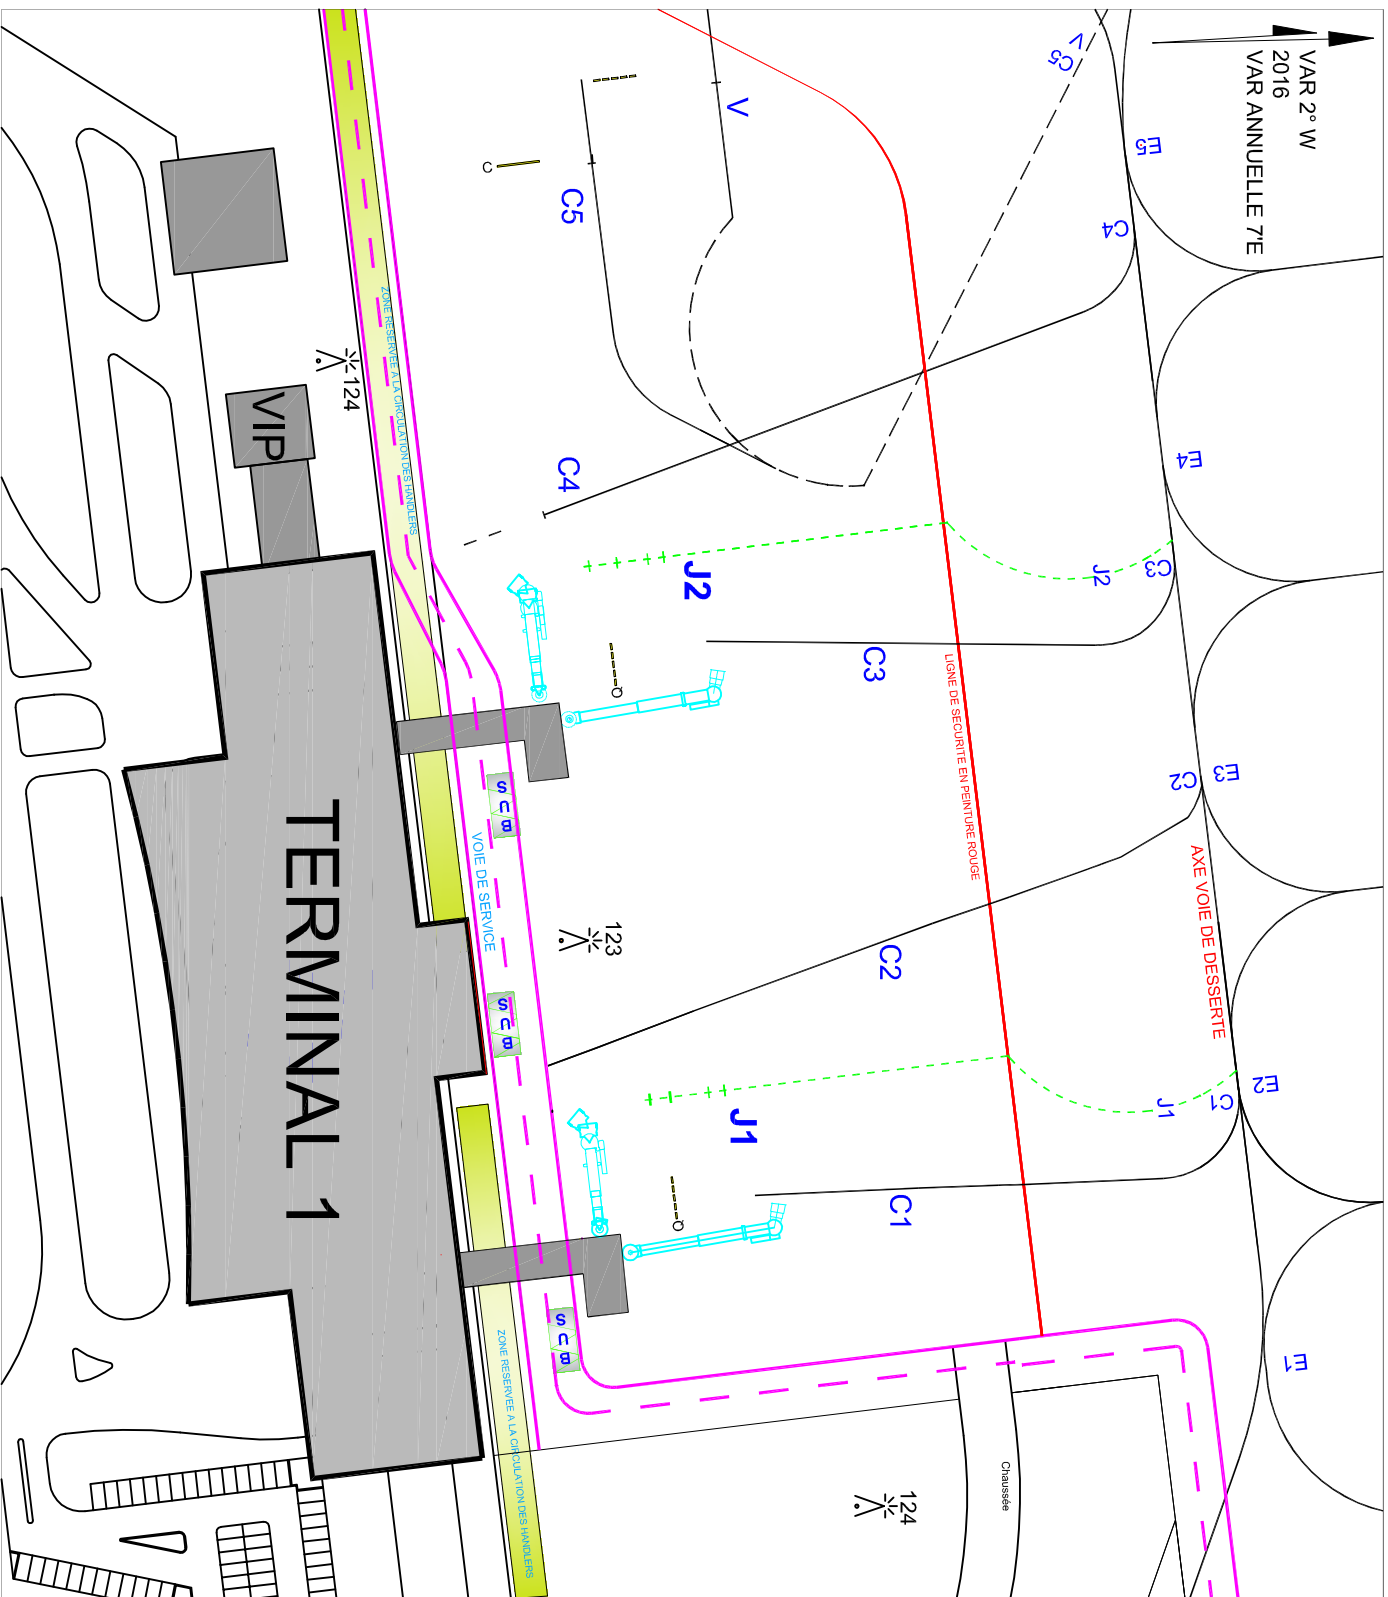 VAR 2° W
2016
VAR ANNUELLE 7'E
V
C5
E5
C4
V
C5
C
ZONE RESERVEE A LA CIRCULATION DES HANDLERS
124
VIP
C4
E4
J2
J2
C3
C3
LIGNE DE SECURITE EN PEINTURE ROUGE
E3
C2
SUB
VOIE DE SERVICE
AXE VOIE DE DESSERTE
TERMINAL 1
123
C2
SUB
E2
C1
J1
J1
C1
SUB
ZONE RESERVEE A LA CIRCULATION DES HANDLERS
E1
Chaussée
124